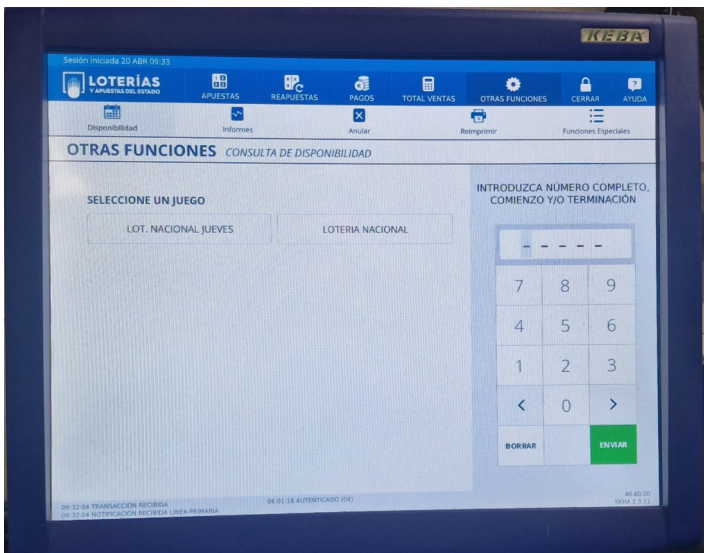 KEBA
Sesión iniciada 20 ABR 09:33
LOTERÍAS
Y APUESTAS DEL ESTADO
APUESTAS REAPUESTAS PAGOS TOTAL VENTAS OTRAS FUNCIONES CERRAR AYUDA
Disponibilidad Informes Anular Reimprimir Funciones Especiales
OTRAS FUNCIONES CONSULTA DE DISPONIBILIDAD
SELECCIONE UN JUEGO
LOT. NACIONAL JUEVES LOTERIA NACIONAL
INTRODUZCA NÚMERO COMPLETO,
COMIENZO Y/O TERMINACIÓN
- - - - -
7 8 9
4 5 6
1 2 3
< 0 >
BORRAR ENVIAR
09:32:04 TRANSACCIÓN RECIBIDA
09:32:04 NOTIFICACIÓN RECIBIDA LINEA PRIMARIA
06:01:18 AUTENTICADO (04)